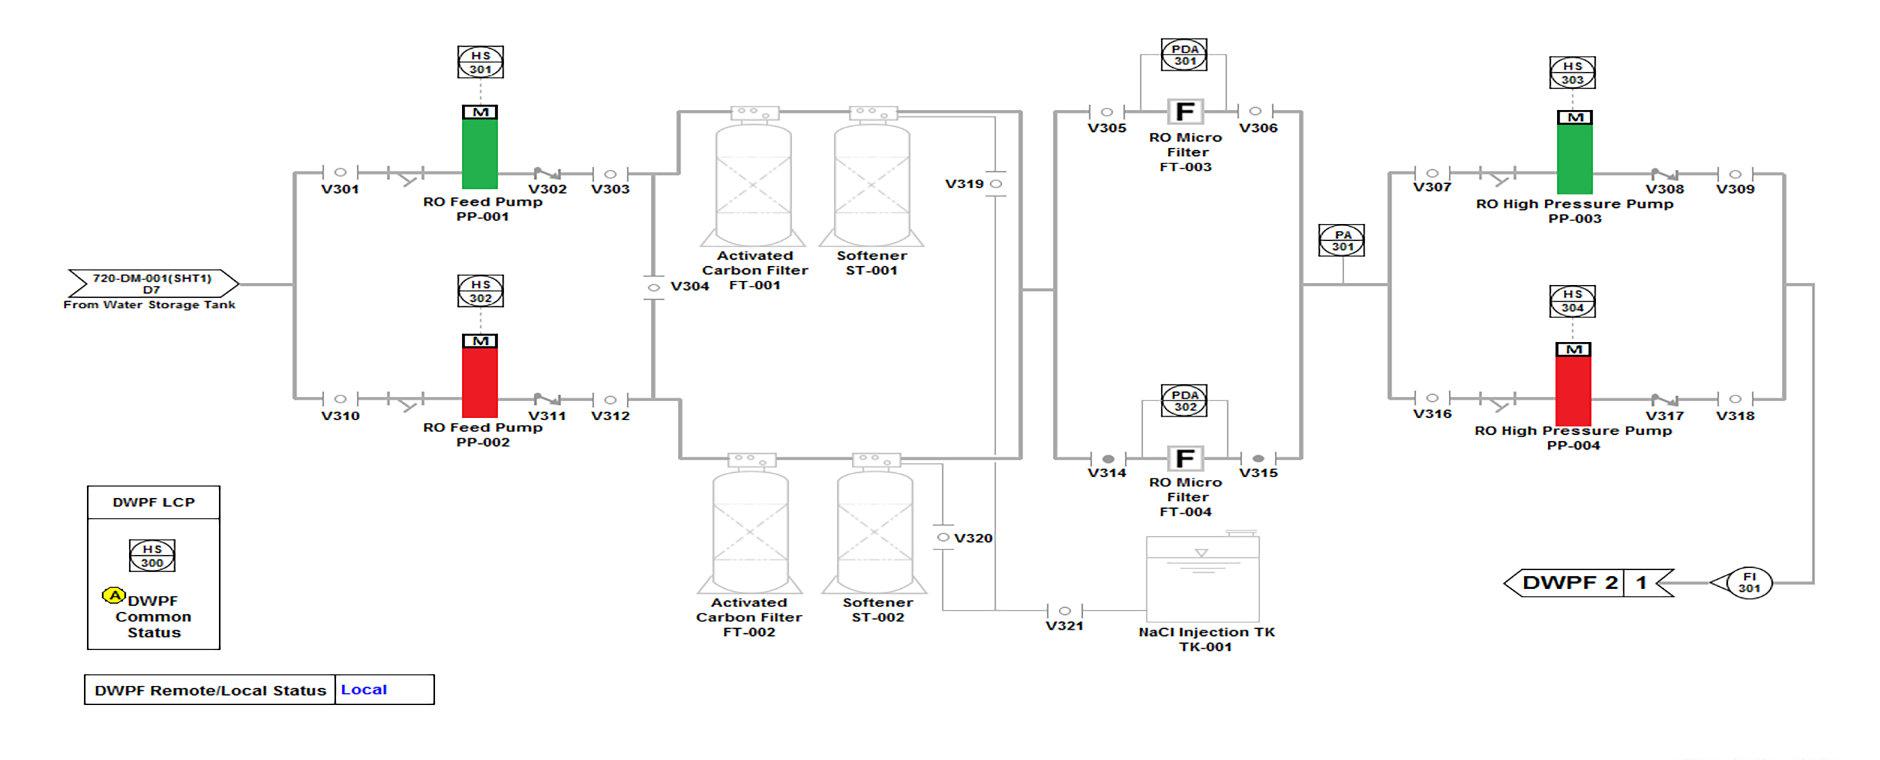 HS
301
M
V301
V302
V303
RO Feed Pump
PP-001
720-DM-001(SHT1)
D7
From Water Storage Tank
HS
302
M
V310
V311
V312
RO Feed Pump
PP-002
V304
Activated
Carbon Filter
FT-001
Softener
ST-001
V319
Activated
Carbon Filter
FT-002
Softener
ST-002
V320
V321
PDA
301
V305
F
V306
RO Micro
Filter
FT-003
PDA
302
V314
F
V315
RO Micro
Filter
FT-004
NaCl Injection TK
TK-001
PA
301
HS
303
M
V307
V308
V309
RO High Pressure Pump
PP-003
HS
304
M
V316
V317
V318
RO High Pressure Pump
PP-004
DWPF 2 1
FI
301
DWPF LCP
HS
300
A
DWPF
Common
Status
DWPF Remote/Local Status Local